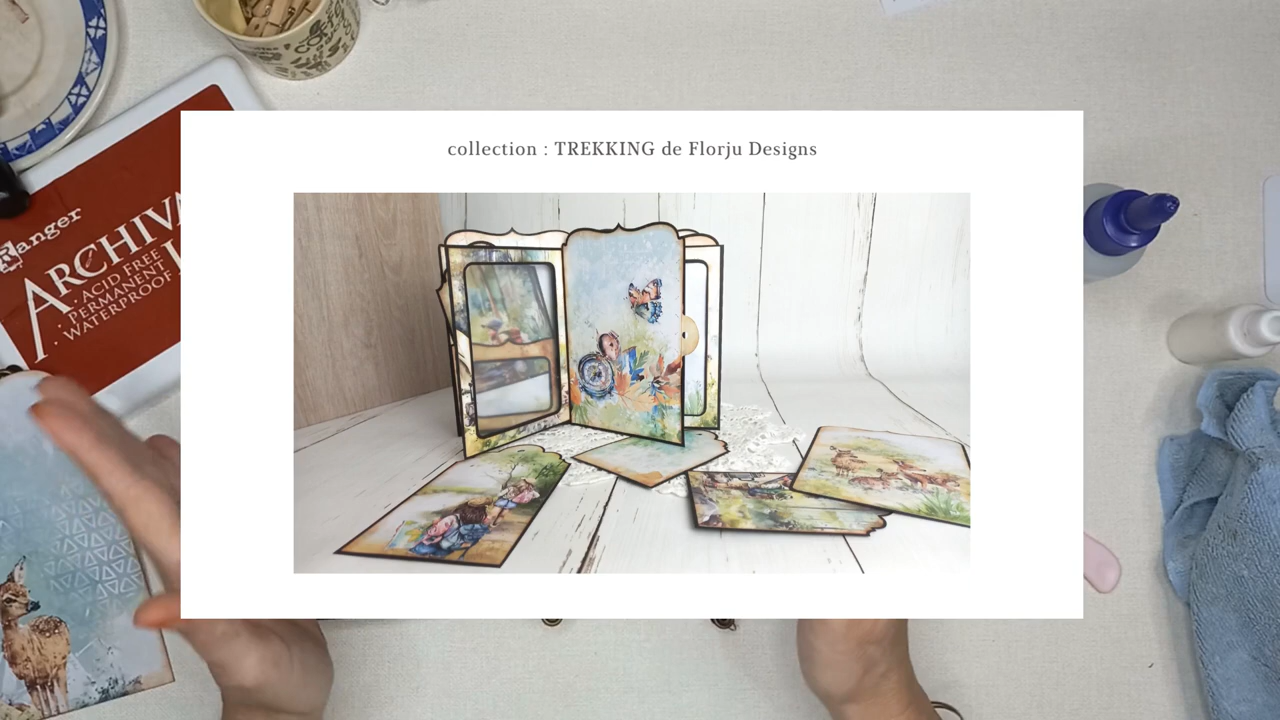 collection : TREKKING de Florju Designs
Ranger
ARCHIVA
ACID FREE
PERMANENT
WATERPROOF